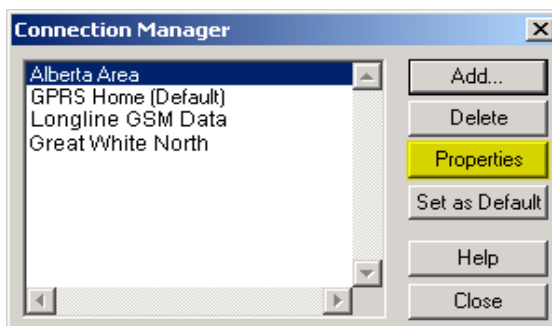 Connection Manager
Alberta Area
GPRS Home (Default)
Longline GSM Data
Great White North
Add...
Delete
Properties
Set as Default
Help
Close